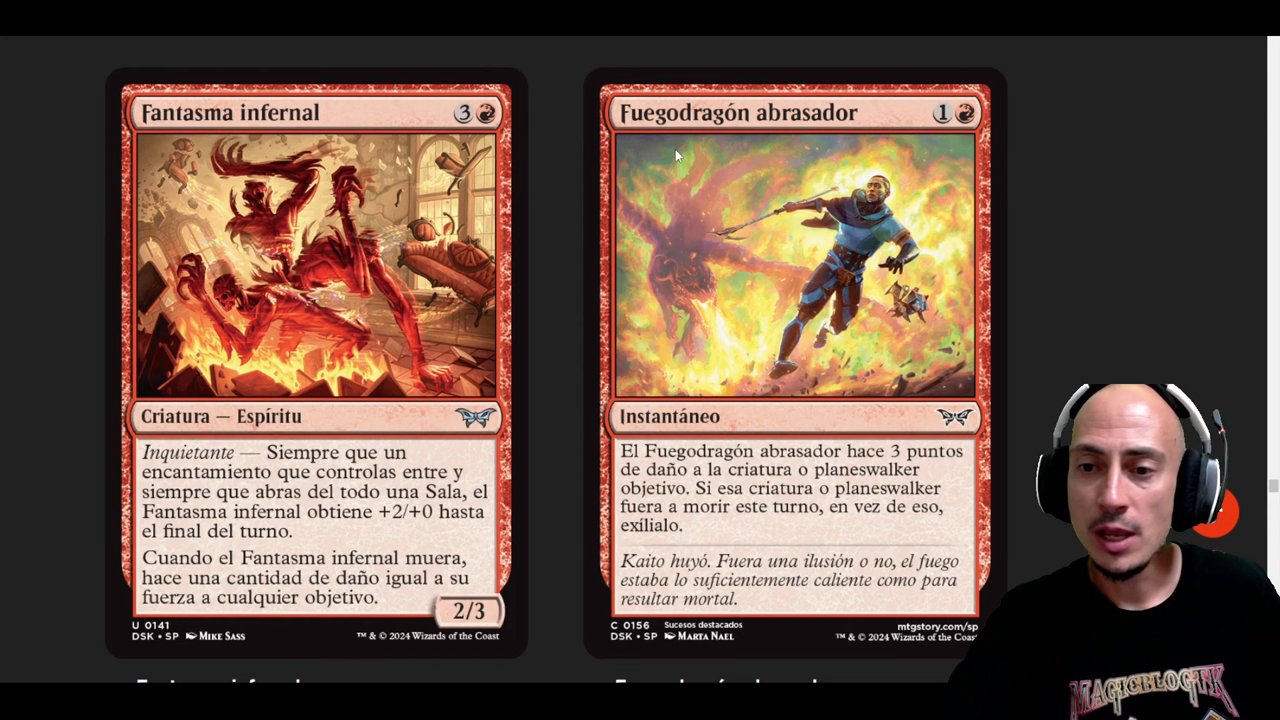 Fantasma infernal
3
Criatura — Espíritu
Inquietante — Siempre que un
encantamiento que controlas entre y
siempre que abras del todo una Sala, el
Fantasma infernal obtiene +2/+0 hasta
el final del turno.
Cuando el Fantasma infernal muera,
hace una cantidad de daño igual a su
fuerza a cualquier objetivo.
2/3
U 0141
DSK • SP MIKE SASS
™ & © 2024 Wizards of the Coast
Fuegodragón abrasador
1
Instantáneo
El Fuegodragón abrasador hace 3 puntos
de daño a la criatura o planeswalker
objetivo. Si esa criatura o planeswalker
fuera a morir este turno, en vez de eso,
exílialo.
Kaito huyó. Fuera una ilusión o no, el fuego
estaba lo suficientemente caliente como para
resultar mortal.
C 0156 Sucesos destacados
DSK • SP MARTA NAEL
mtgstory.com/sp
™ & © 2024 Wizards of the Coast
MAGICBLOGTK